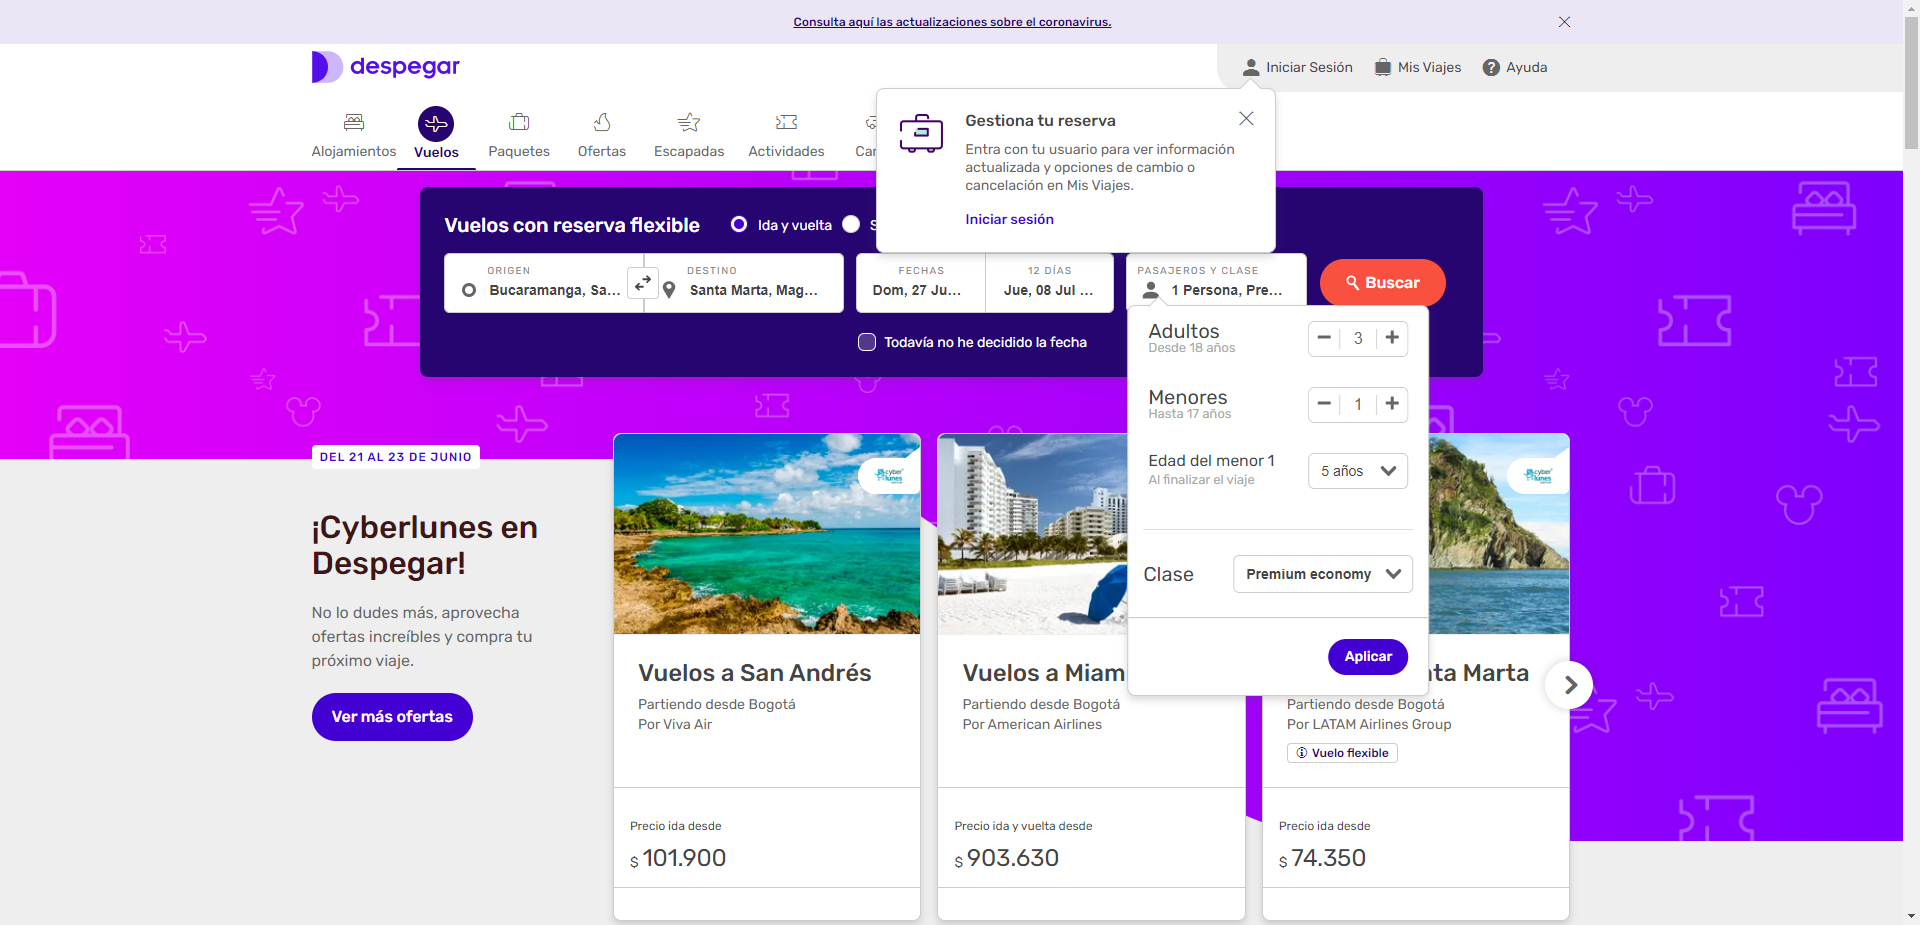 Consulta aquí las actualizaciones sobre el coronavirus.
despegar
Iniciar Sesión
Mis Viajes
Ayuda
Alojamientos
Vuelos
Paquetes
Ofertas
Escapadas
Actividades
Car
Gestiona tu reserva
Entra con tu usuario para ver información
actualizada y opciones de cambio o
cancelación en Mis Viajes.
Iniciar sesión
Vuelos con reserva flexible
Ida y vuelta
S
ORIGEN
Bucaramanga, Sa...
DESTINO
Santa Marta, Mag...
FECHAS
Dom, 27 Ju...
12 DÍAS
Jue, 08 Jul ...
PASAJEROS Y CLASE
1 Persona, Pre...
Buscar
Todavía no he decidido la fecha
Adultos
Desde 18 años
3
Menores
Hasta 17 años
1
Edad del menor 1
Al finalizar el viaje
5 años
Clase
Premium economy
Aplicar
DEL 21 AL 23 DE JUNIO
¡Cyberlunes en
Despegar!
No lo dudes más, aprovecha
ofertas increíbles y compra tu
próximo viaje.
Ver más ofertas
cyber
lunes
Vuelos a San Andrés
Partiendo desde Bogotá
Por Viva Air
Precio ida desde
$ 101.900
Vuelos a Miam
Partiendo desde Bogotá
Por American Airlines
Precio ida y vuelta desde
$ 903.630
cyber
lunes
ta Marta
Partiendo desde Bogotá
Por LATAM Airlines Group
Vuelo flexible
Precio ida desde
$ 74.350